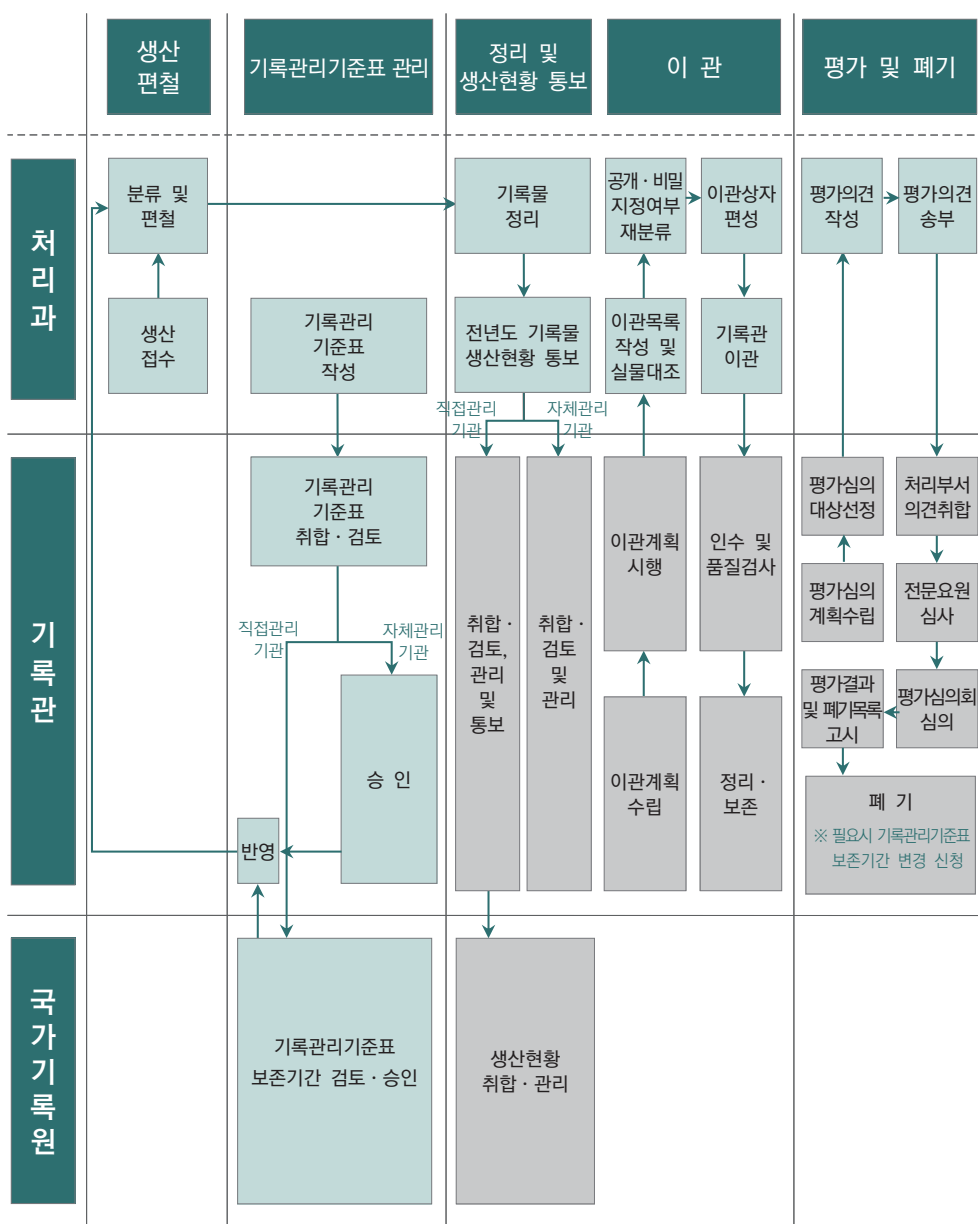 생산
편철
기록관리기준표 관리
정리 및
생산현황 통보
이 관
평가 및 폐기
처리과
분류 및
편철
생산
접수
기록관리
기준표
작성
기록물
정리
전년도 기록물
생산현황 통보
직접관리
기관
자체관리
기관
공개 · 비밀
지정여부
재분류
이관상자
편성
이관목록
작성 및
실물대조
기록관
이관
평가의견
작성
평가의견
송부
기록관
기록관리
기준표
취합 · 검토
직접관리
기관
자체관리
기관
승 인
반영
취합 ·
검토,
관리
및
통보
취합 ·
검토
및
관리
이관계획
시행
인수 및
품질검사
이관계획
수립
정리 ·
보존
평가심의
대상선정
처리부서
의견취합
평가심의
계획수립
전문요원
심사
평가결과
및 폐기목록
고시
평가심의회
심의
폐 기
※ 필요시 기록관리기준표
보존기간 변경 신청
국가기록원
기록관리기준표
보존기간 검토 · 승인
생산현황
취합 · 관리